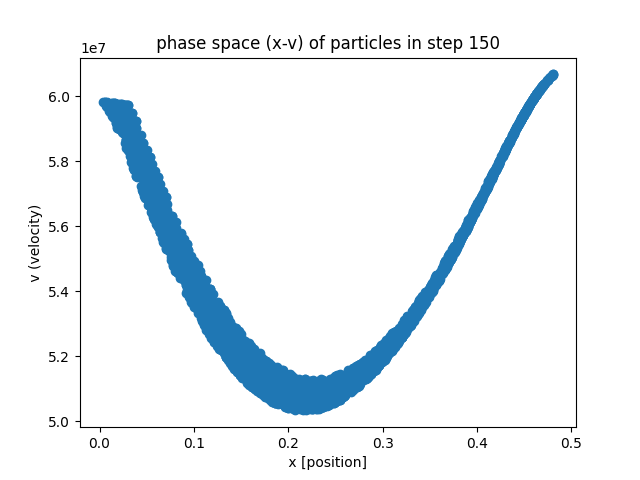 phase space (x-v) of particles in step 150
1e7
6.0
5.8
5.6
5.4
5.2
5.0
v (velocity)
0.0 0.1 0.2 0.3 0.4 0.5
x [position]